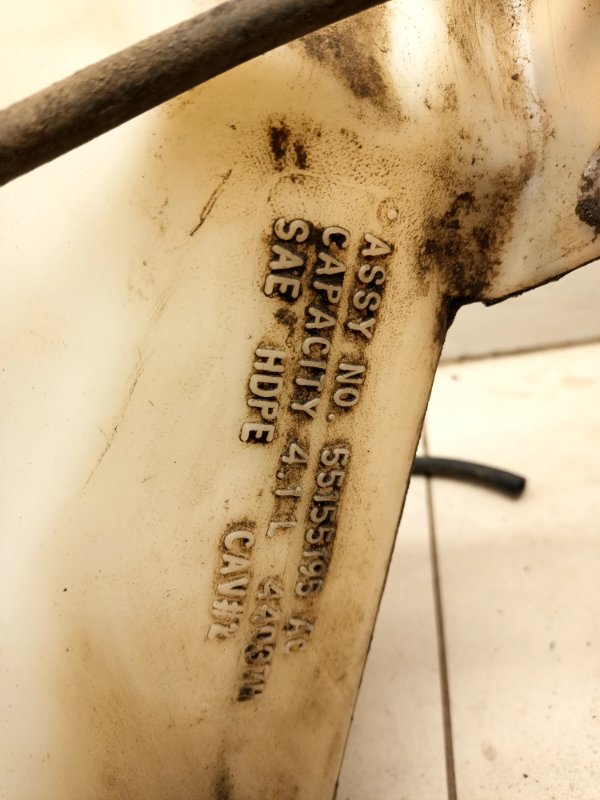 ASSY NO. 55155195 AC
CAPACITY 4.1 L
SAE HDPE
CAV#2